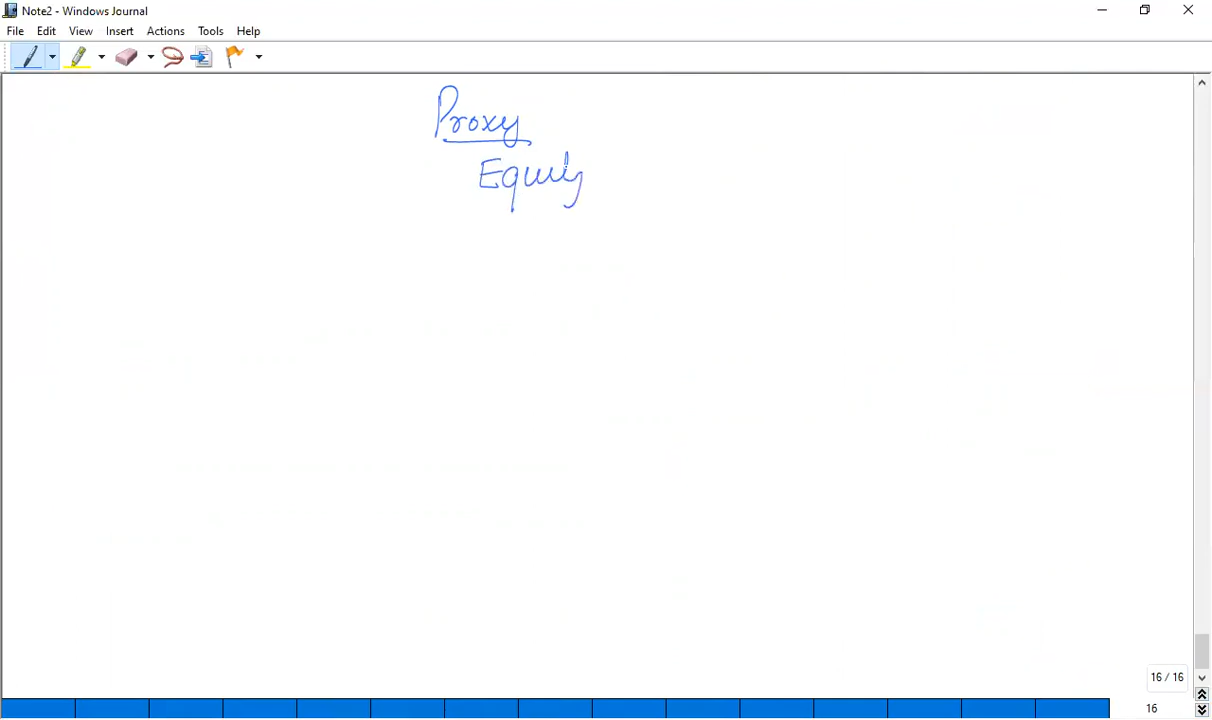 Note2 - Windows Journal
File Edit View Insert Actions Tools Help
Proxy
Equity
16 / 16
16